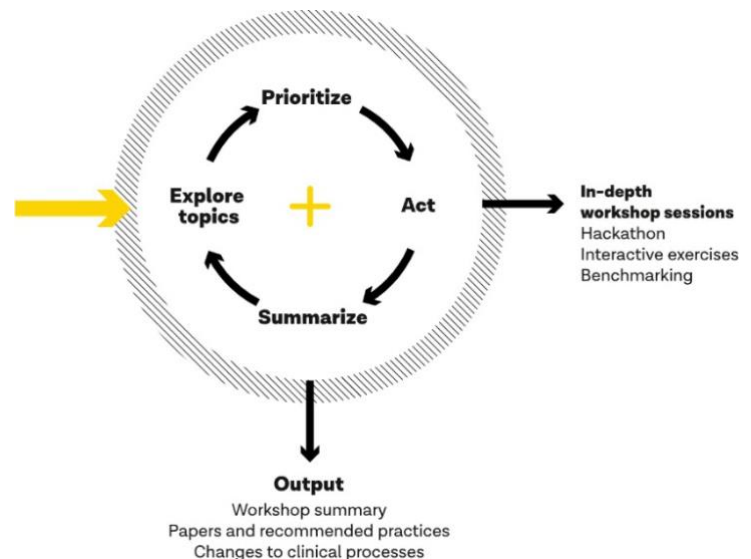 Prioritize
Explore
topics
Act
Summarize
In-depth
workshop sessions
Hackathon
Interactive exercises
Benchmarking
Output
Workshop summary
Papers and recommended practices
Changes to clinical processes